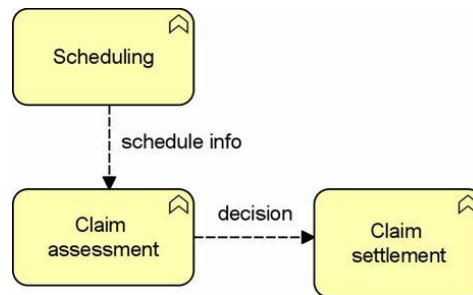 Scheduling
schedule info
Claim
assessment
decision
Claim
settlement